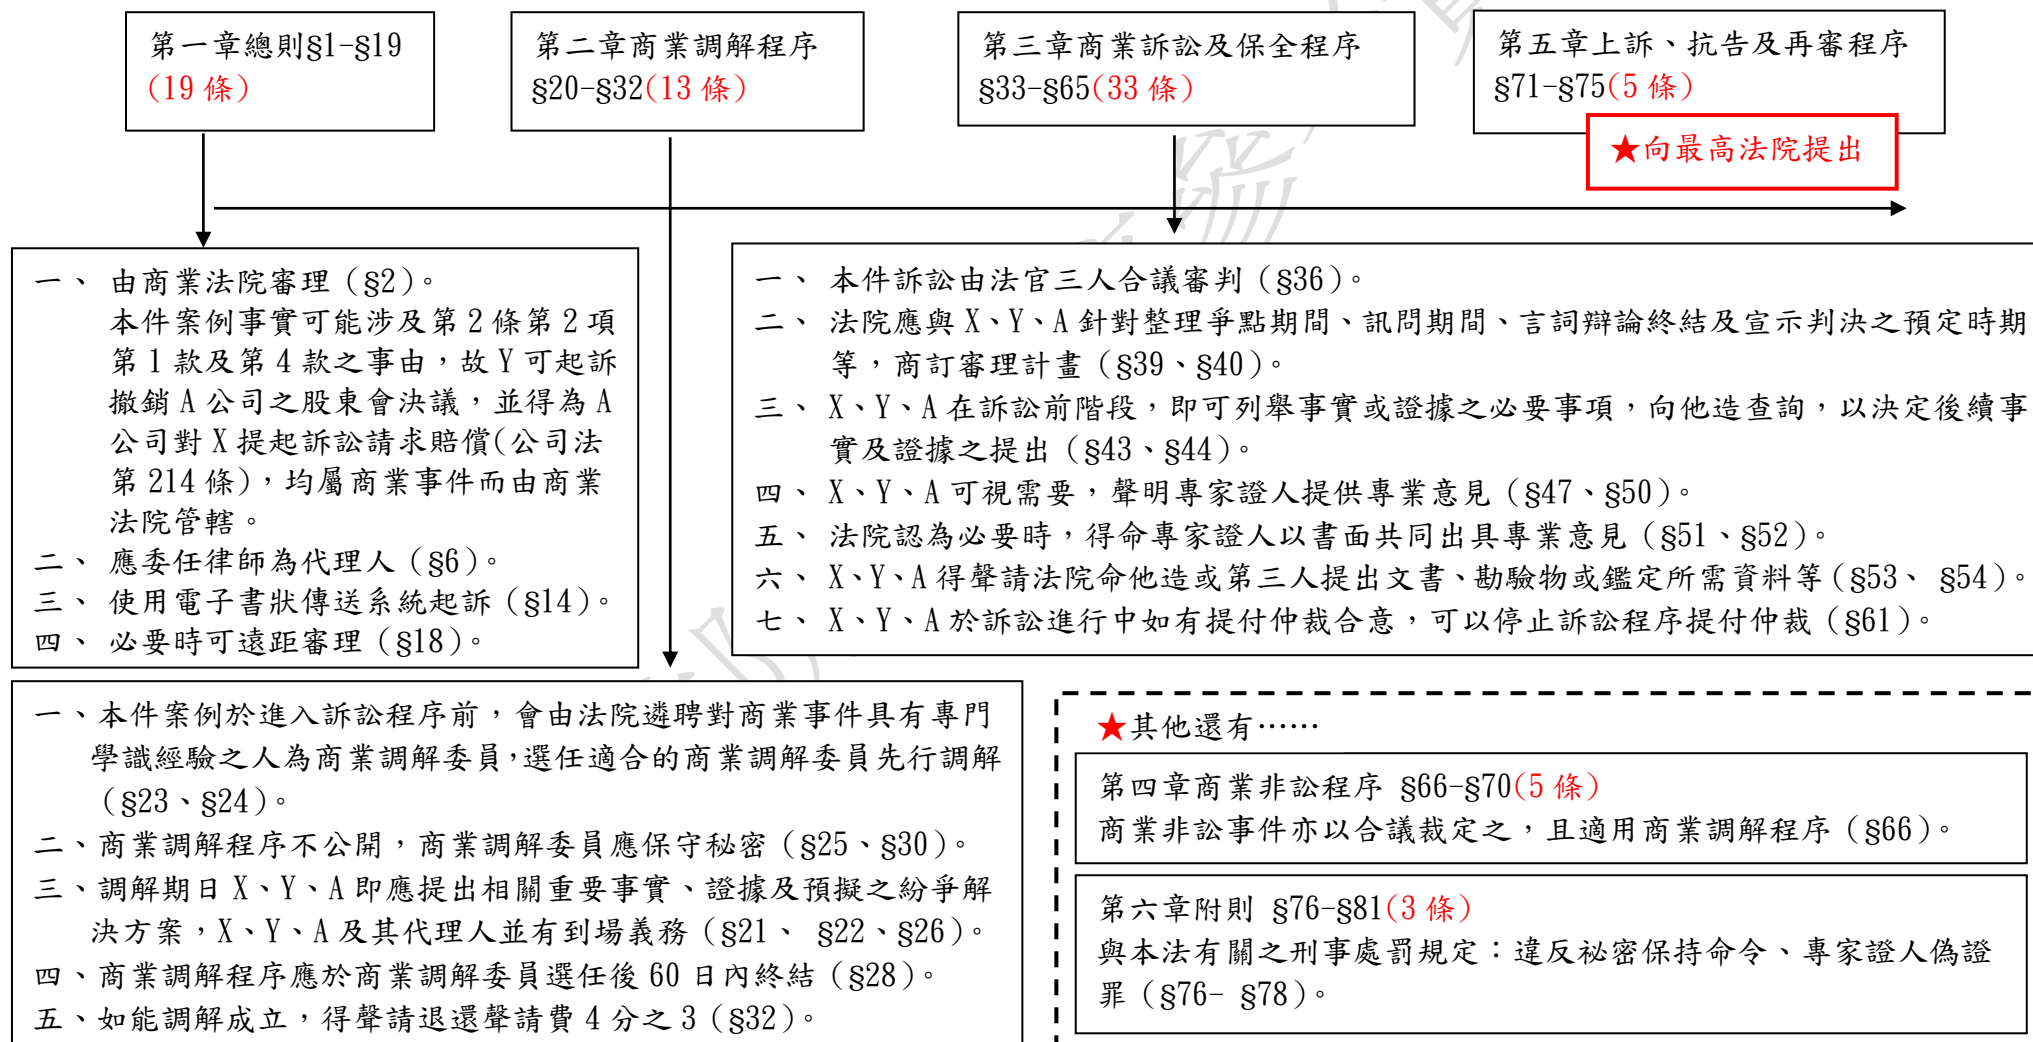 第一章總則§1-§19
(19 條)
第二章商業調解程序
§20-§32(13 條)
第三章商業訴訟及保全程序
§33-§65(33 條)
第五章上訴、抗告及再審程序
§71-§75(5 條)
★向最高法院提出
一、 由商業法院審理（§2）。
本件案例事實可能涉及第 2 條第 2 項
第 1 款及第 4 款之事由，故 Y 可起訴
撤銷 A 公司之股東會決議，並得為 A
公司對 X 提起訴訟請求賠償(公司法
第 214 條)，均屬商業事件而由商業
法院管轄。
二、 應委任律師為代理人（§6）。
三、 使用電子書狀傳送系統起訴（§14）。
四、 必要時可遠距審理（§18）。
一、 本件訴訟由法官三人合議審判（§36）。
二、 法院應與 X、Y、A 針對整理爭點期間、訊問期間、言詞辯論終結及宣示判決之預定時期
等，商訂審理計畫（§39、§40）。
三、 X、Y、A 在訴訟前階段，即可列舉事實或證據之必要事項，向他造查詢，以決定後續事
實及證據之提出（§43、§44）。
四、 X、Y、A 可視需要，聲明專家證人提供專業意見（§47、§50）。
五、 法院認為必要時，得命專家證人以書面共同出具專業意見（§51、§52）。
六、 X、Y、A 得聲請法院命他造或第三人提出文書、勘驗物或鑑定所需資料等（§53、 §54）。
七、 X、Y、A 於訴訟進行中如有提付仲裁合意，可以停止訴訟程序提付仲裁（§61）。
一、本件案例於進入訴訟程序前，會由法院遴聘對商業事件具有專門
學識經驗之人為商業調解委員，選任適合的商業調解委員先行調解
（§23、§24）。
二、商業調解程序不公開，商業調解委員應保守秘密（§25、§30）。
三、調解期日 X、Y、A 即應提出相關重要事實、證據及預擬之紛爭解
決方案，X、Y、A 及其代理人並有到場義務（§21、 §22、§26）。
四、商業調解程序應於商業調解委員選任後 60 日內終結（§28）。
五、如能調解成立，得聲請退還聲請費 4 分之 3（§32）。
★其他還有……
第四章商業非訟程序 §66-§70(5 條)
商業非訟事件亦以合議裁定之，且適用商業調解程序（§66）。
第六章附則 §76-§81(3 條)
與本法有關之刑事處罰規定：違反祕密保持命令、專家證人偽證
罪（§76- §78）。